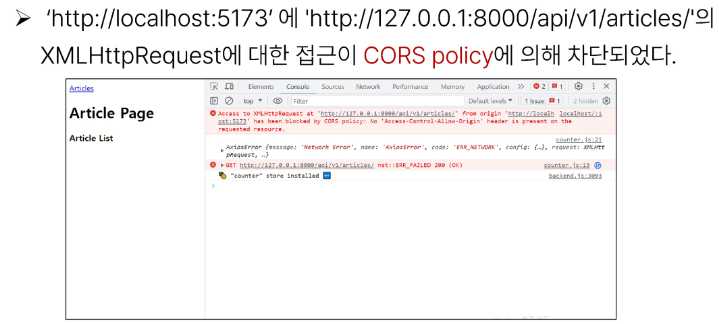 ➢ ‘http://localhost:5173’ 에 'http://127.0.0.1:8000/api/v1/articles/'의
XMLHttpRequest에 대한 접근이 CORS policy에 의해 차단되었다.
Articles
Article Page
Article List
Elements Console Sources Network Performance Memory Application » 2 1
top Filter Default levels 1 Issue: 1 2 hidden
Access to XMLHttpRequest at 'http://127.0.0.1:8000/api/v1/articles/' from origin 'http://localh localhost/:1
ost:5173' has been blocked by CORS policy: No 'Access-Control-Allow-Origin' header is present on the
requested resource.
counter.js:21
AxiosError {message: 'Network Error', name: 'AxiosError', code: 'ERR_NETWORK', config: {…}, request: XMLHtt
pRequest, …}
GET http://127.0.0.1:8000/api/v1/articles/ net::ERR_FAILED 200 (OK) counter.js:12
"counter" store installed backend.js:3093